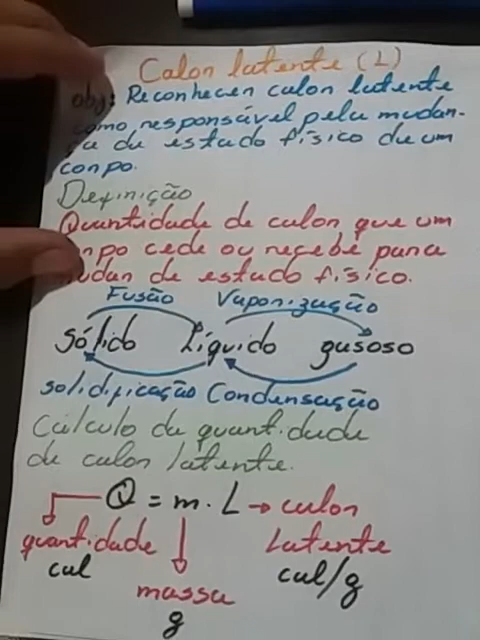 Calor latente (L)
obj: Reconhecer calor latente
como responsável pela mudan-
ça de estado físico de um
corpo.
Definição
Quantidade de calor que um
corpo cede ou recebe para
mudar de estado físico.
Fusão Vaporização
Sólido Líquido gasoso
solidificação Condensação
Cálculo da quantidade
de calor latente.
Q = m . L → calor
quantidade latente
cal cal/g
massa
g